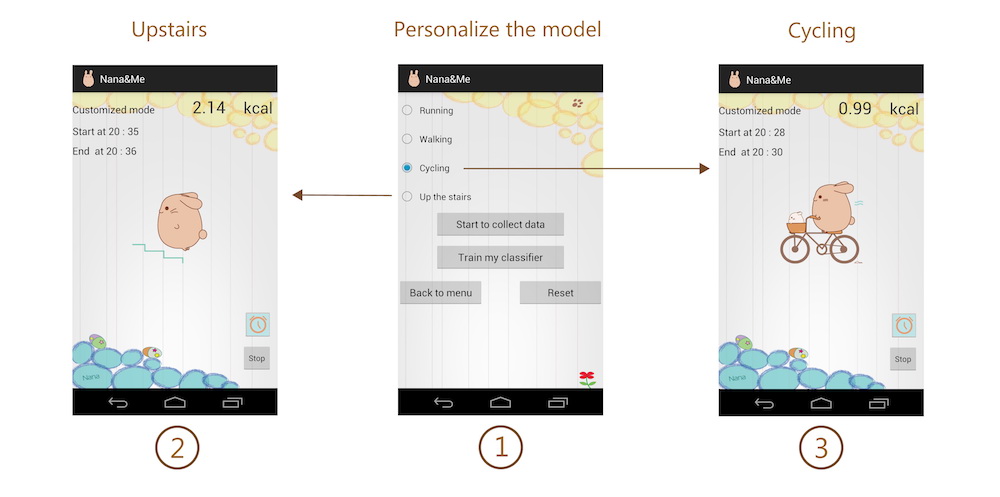 Upstairs
Personalize the model
Cycling
Nana&Me
Customized mode 2.14 kcal
Start at 20 : 35
End at 20 : 36
Stop
Nana
2
Nana&Me
Running
Walking
Cycling
Up the stairs
Start to collect data
Train my classifier
Back to menu Reset
1
Nana&Me
Customized mode 0.99 kcal
Start at 20 : 28
End at 20 : 30
Stop
Nana
3